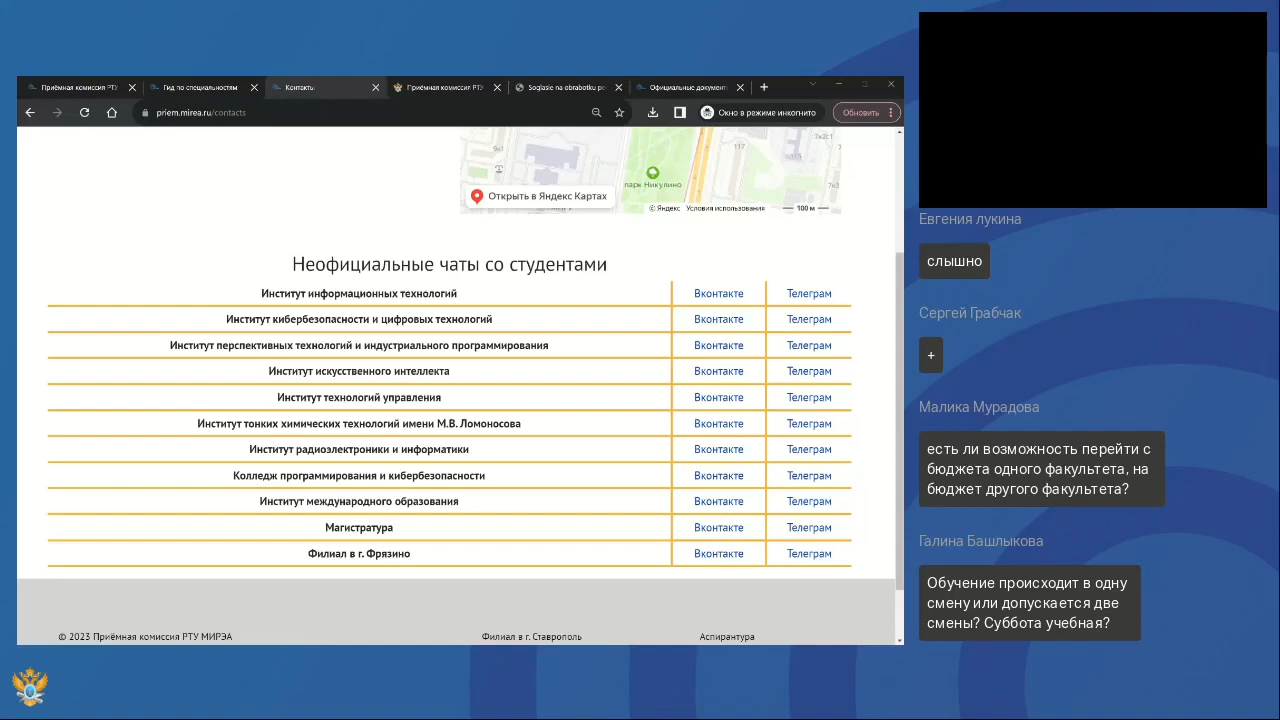 Приёмная комиссия РТУ
Гид по специальностям
Контакты
Приёмная комиссия РТУ
Soglasie na obrabotku pe
Официальные документ
priem.mirea.ru/contacts
Окно в режиме инкогнито
Обновить
9к1
117
7к2с1
парк Никулино
7к3
Открыть в Яндекс Картах
© Яндекс Условия использования
100 м
Неофициальные чаты со студентами
Институт информационных технологий Вконтакте Телеграм
Институт кибербезопасности и цифровых технологий Вконтакте Телеграм
Институт перспективных технологий и индустриального программирования Вконтакте Телеграм
Институт искусственного интеллекта Вконтакте Телеграм
Институт технологий управления Вконтакте Телеграм
Институт тонких химических технологий имени М.В. Ломоносова Вконтакте Телеграм
Институт радиоэлектроники и информатики Вконтакте Телеграм
Колледж программирования и кибербезопасности Вконтакте Телеграм
Институт международного образования Вконтакте Телеграм
Магистратура Вконтакте Телеграм
Филиал в г. Фрязино Вконтакте Телеграм
© 2023 Приёмная комиссия РТУ МИРЭА Филиал в г. Ставрополь Аспирантура
Евгения лукина
слышно
Сергей Грабчак
+
Малика Мурадова
есть ли возможность перейти с
бюджета одного факультета, на
бюджет другого факультета?
Галина Башлыкова
Обучение происходит в одну
смену или допускается две
смены? Суббота учебная?